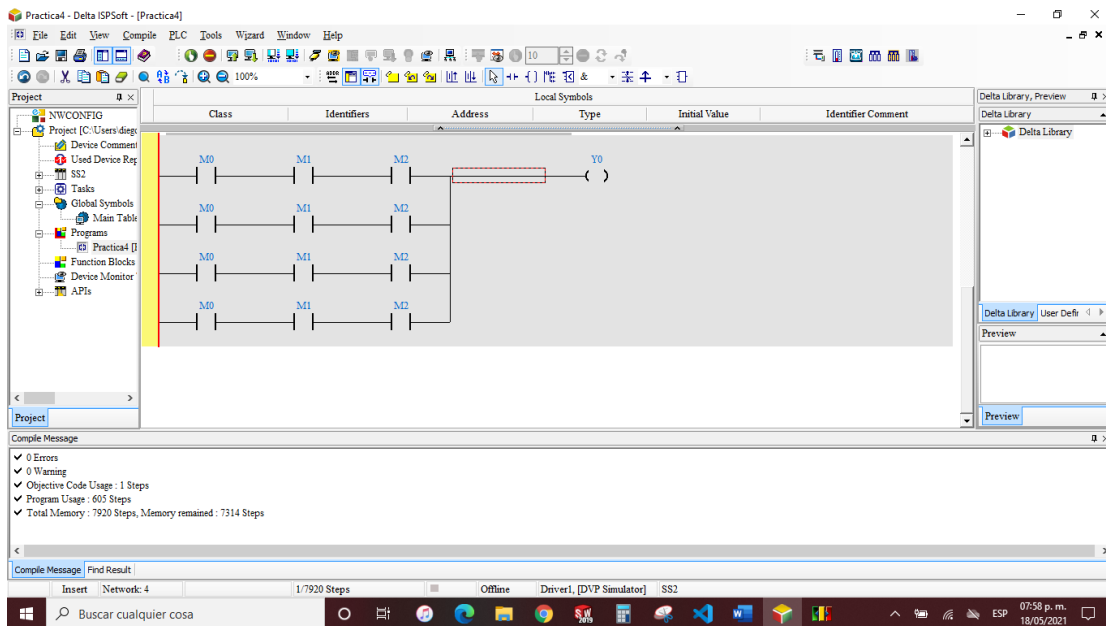 Practica4 - Delta ISPSoft - [Practica4]
File Edit View Compile PLC Tools Wizard Window Help
10
100% &
Project
NWCONFIG
Project [C:\Users\dieg
Device Comment
Used Device Rep
SS2
Tasks
Global Symbols
Main Table
Programs
Practica4 [
Function Blocks
Device Monitor
APIs
Project
Local Symbols
Class Identifiers Address Type Initial Value Identifier Comment
M0 M1 M2 Y0
M0 M1 M2
M0 M1 M2
M0 M1 M2
Delta Library, Preview
Delta Library
Delta Library
Delta Library User Defir
Preview
Preview
Compile Message
0 Errors
0 Warning
Objective Code Usage : 1 Steps
Program Usage : 605 Steps
Total Memory : 7920 Steps, Memory remained : 7314 Steps
Compile Message Find Result
Insert Network: 4 1/7920 Steps Offline Driver1, [DVP Simulator] SS2
Buscar cualquier cosa ESP 07:58 p. m.
18/05/2021